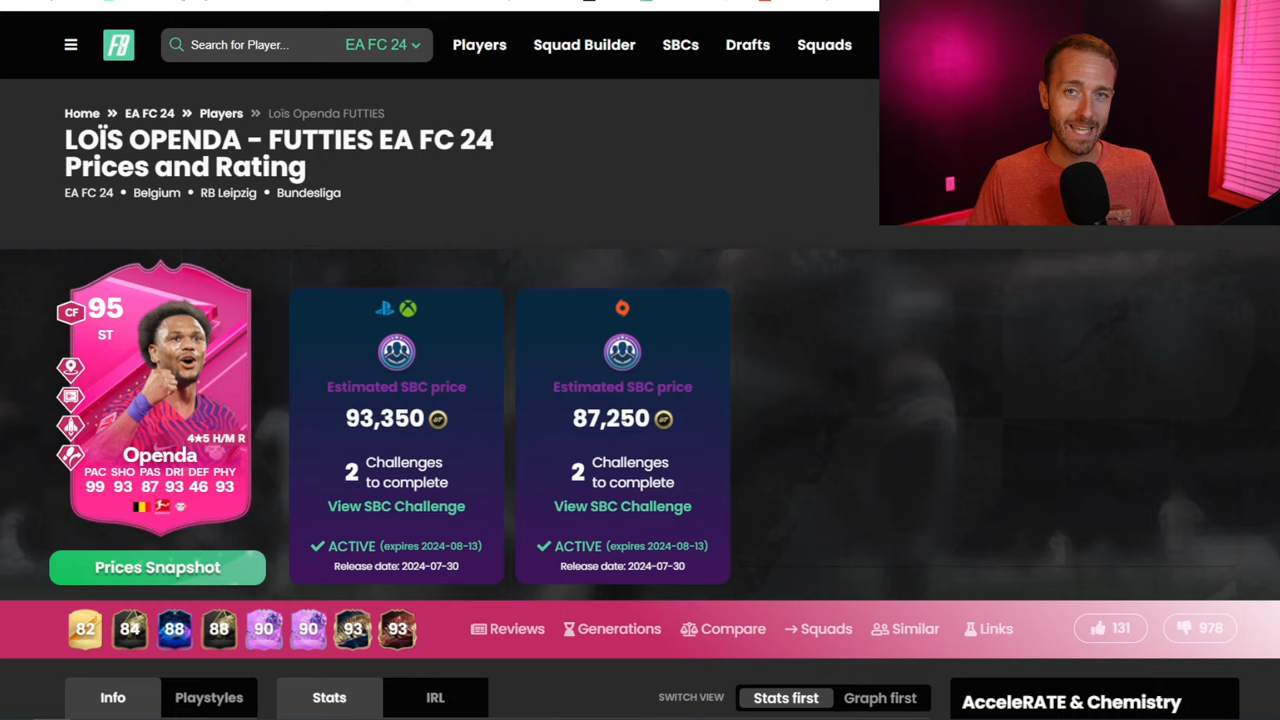 F8
Search for Player...
EA FC 24
Players
Squad Builder
SBCs
Drafts
Squads
Home » EA FC 24 » Players » Loïs Openda FUTTIES
LOÏS OPENDA - FUTTIES EA FC 24
Prices and Rating
EA FC 24 • Belgium • RB Leipzig • Bundesliga
CF
95
ST
4★5 H/M R
Openda
PAC SHO PAS DRI DEF PHY
99 93 87 93 46 93
Prices Snapshot
Estimated SBC price
93,350
2 Challenges
to complete
View SBC Challenge
ACTIVE (expires 2024-08-13)
Release date: 2024-07-30
Estimated SBC price
87,250
2 Challenges
to complete
View SBC Challenge
ACTIVE (expires 2024-08-13)
Release date: 2024-07-30
82 84 88 88 90 90 93 93
Reviews
Generations
Compare
Squads
Similar
Links
131
978
Info
Playstyles
Stats
IRL
SWITCH VIEW
Stats first
Graph first
AcceleRATE & Chemistry